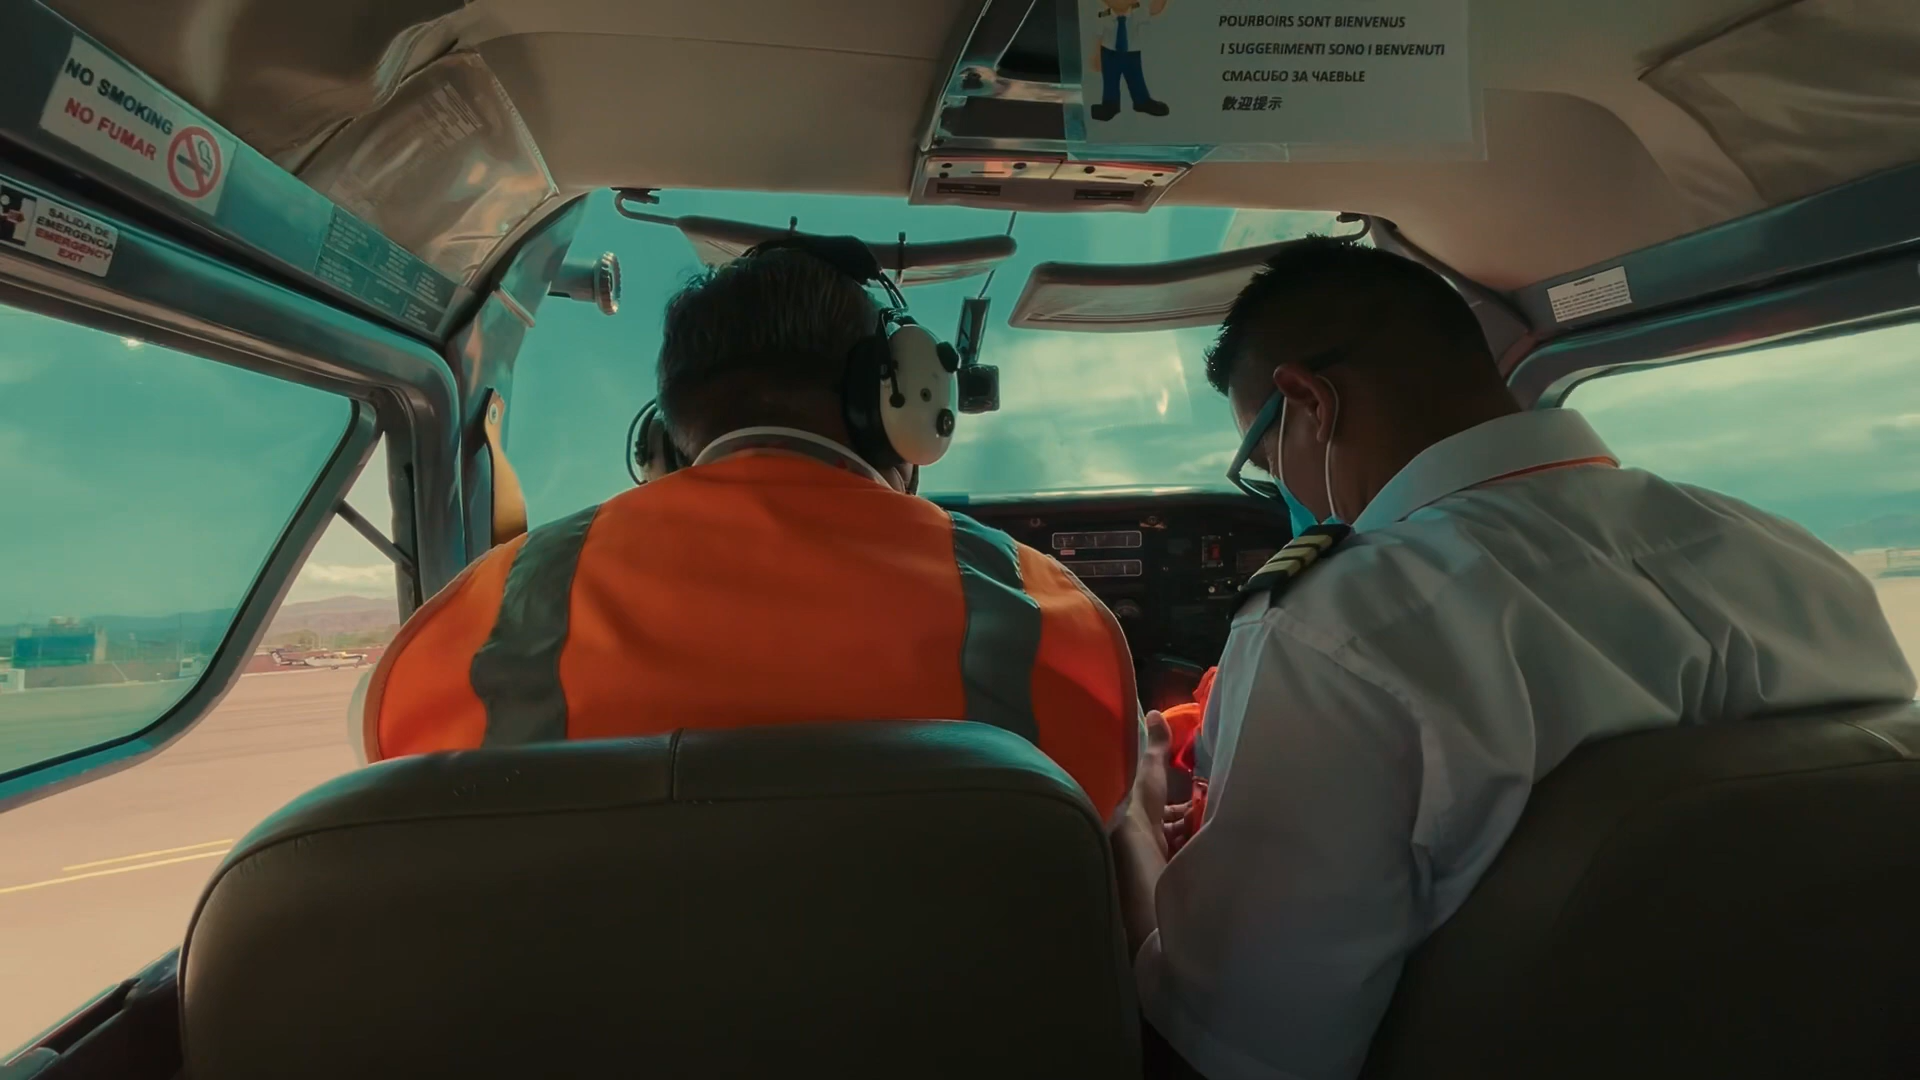 POURBOIRS SONT BIENVENUS
I SUGGERIMENTI SONO I BENVENUTI
СМАСИБО ЗА ЧАЕВЫЕ
歡迎提示
NO SMOKING
NO FUMAR
SALIDA DE
EMERGENCIA
EMERGENCY
EXIT